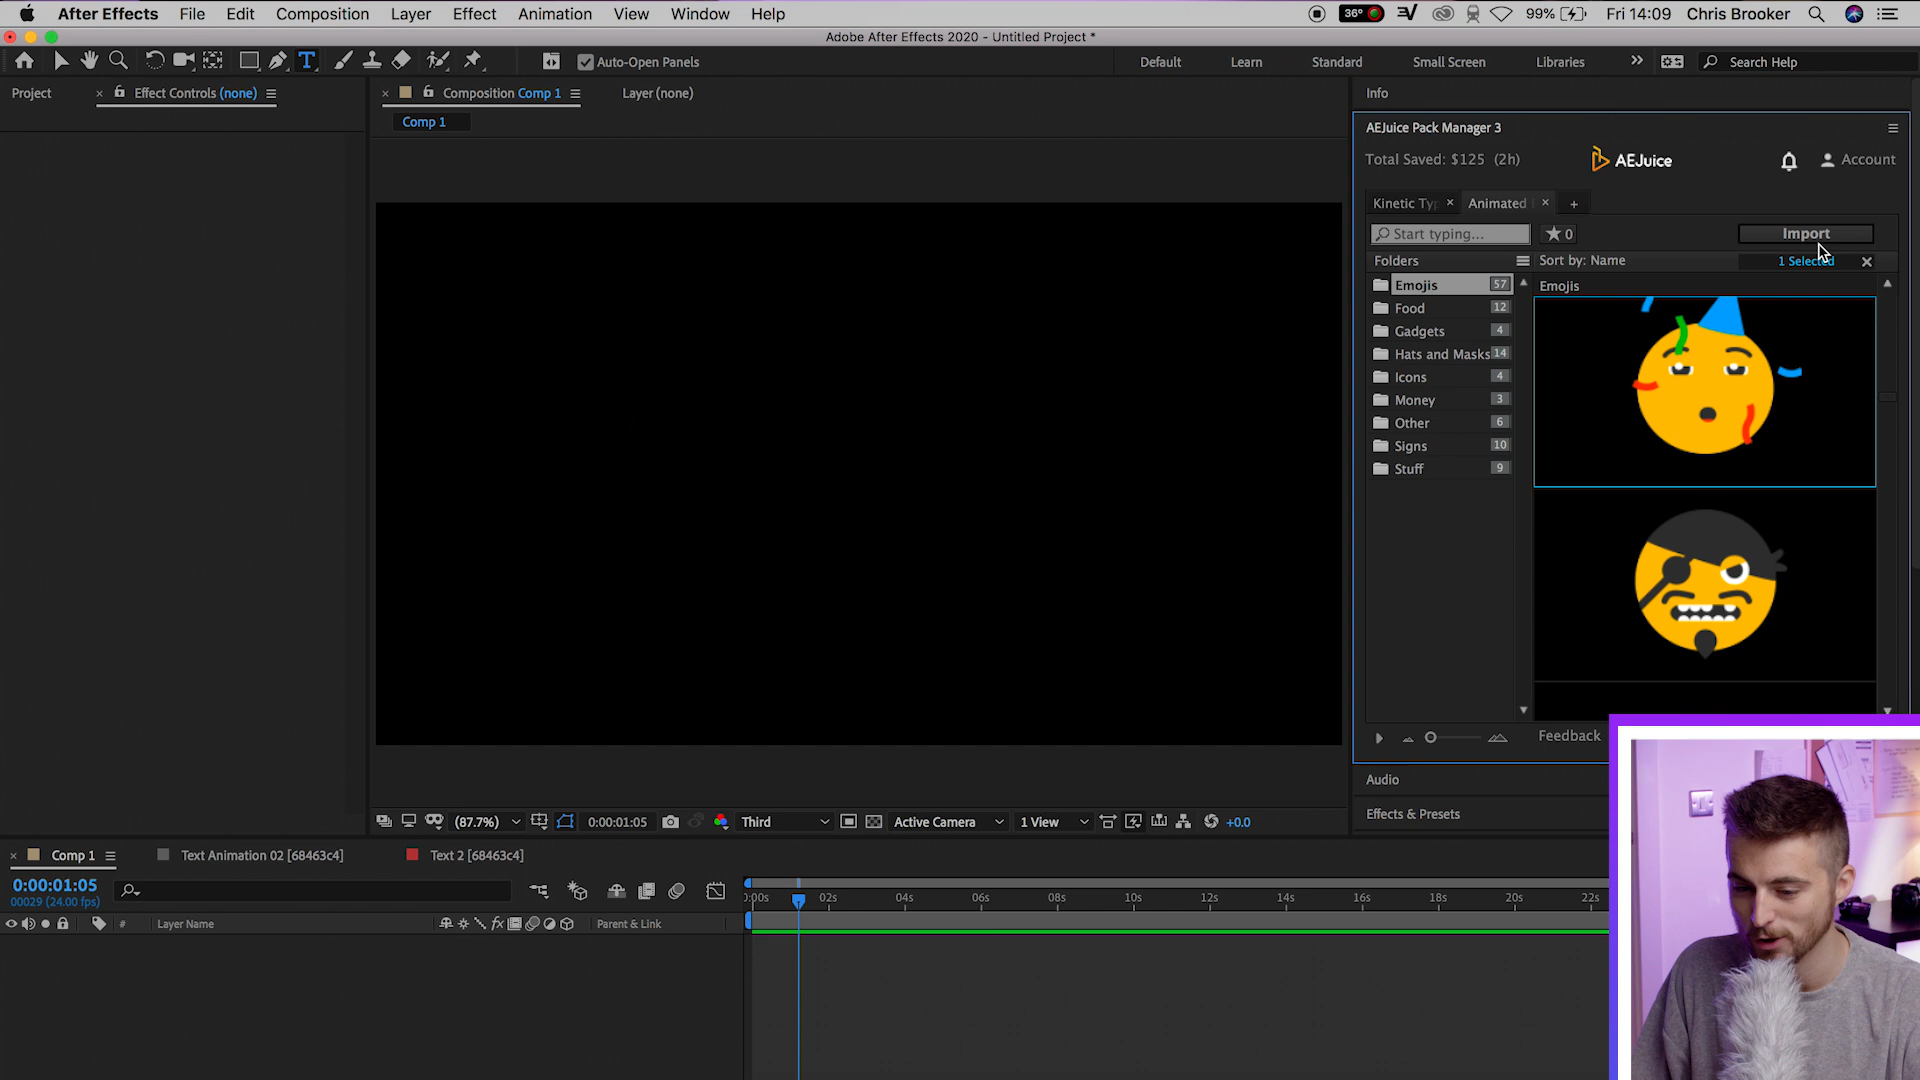 After Effects File Edit Composition Layer Effect Animation View Window Help 36° 99% Fri 14:09 Chris Brooker
Adobe After Effects 2020 - Untitled Project *
T Auto-Open Panels Default Learn Standard Small Screen Libraries Search Help
Project Effect Controls (none) Composition Comp 1 Layer (none) Info
Comp 1
AEJuice Pack Manager 3
Total Saved: $125 (2h) AEJuice Account
Kinetic Typ Animated
Start typing... 0 Import
Folders Sort by: Name 1 Selected
Emojis 57 Emojis
Food 12
Gadgets 4
Hats and Masks 14
Icons 4
Money 3
Other 6
Signs 10
Stuff 9
Feedback
Audio
Effects & Presets
(87.7%) 0:00:01:05 Third Active Camera 1 View +0.0
Comp 1 Text Animation 02 [68463c4] Text 2 [68463c4]
0:00:01:05
00029 (24.00 fps)
):00s 02s 04s 06s 08s 10s 12s 14s 16s 18s 20s 22s
# Layer Name fx Parent & Link